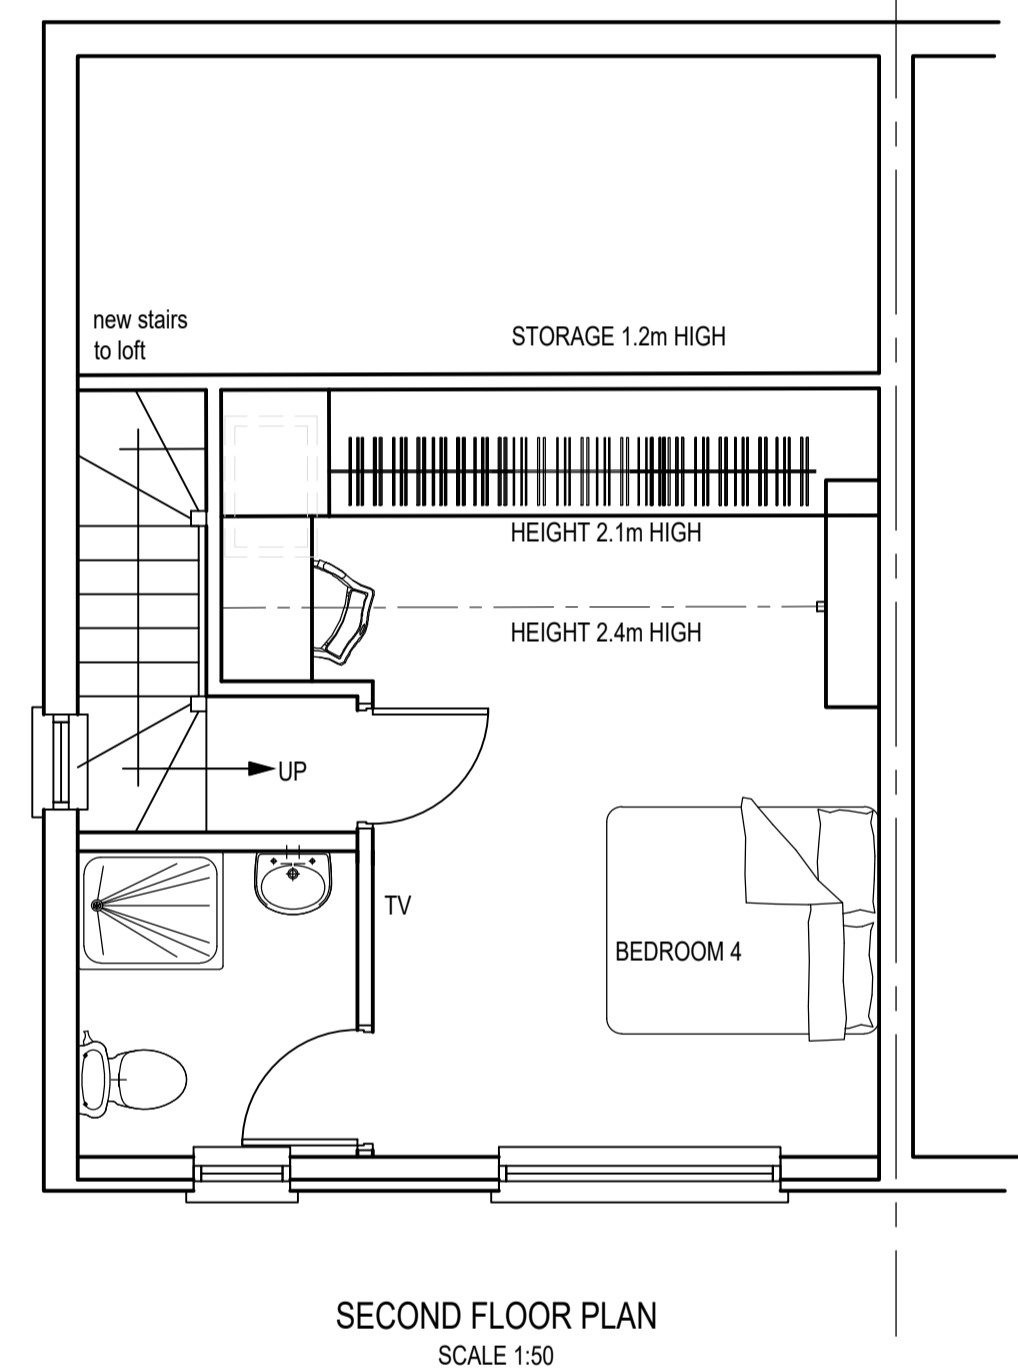 new stairs
to loft
STORAGE 1.2m HIGH
HEIGHT 2.1m HIGH
HEIGHT 2.4m HIGH
UP
TV
BEDROOM 4
SECOND FLOOR PLAN
SCALE 1:50